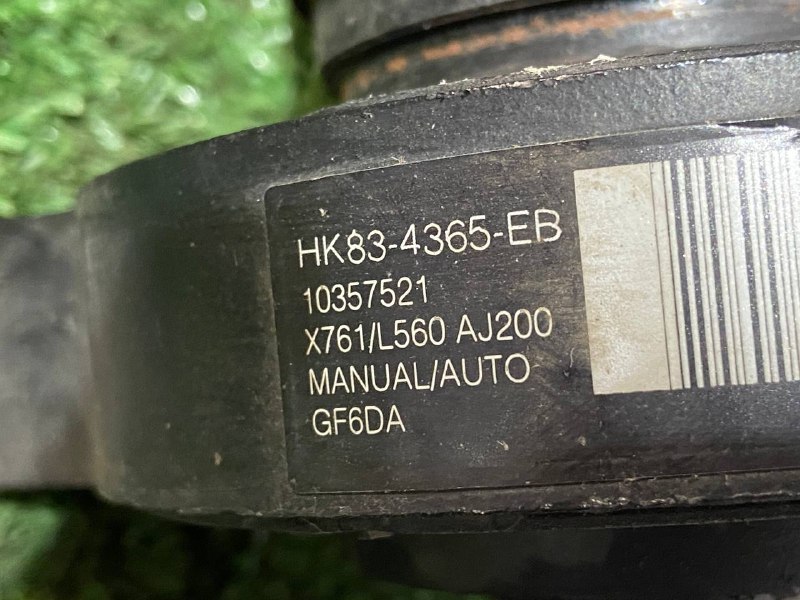 HK83-4365-EB
10357521
X761/L560 AJ200
MANUAL/AUTO
GF6DA